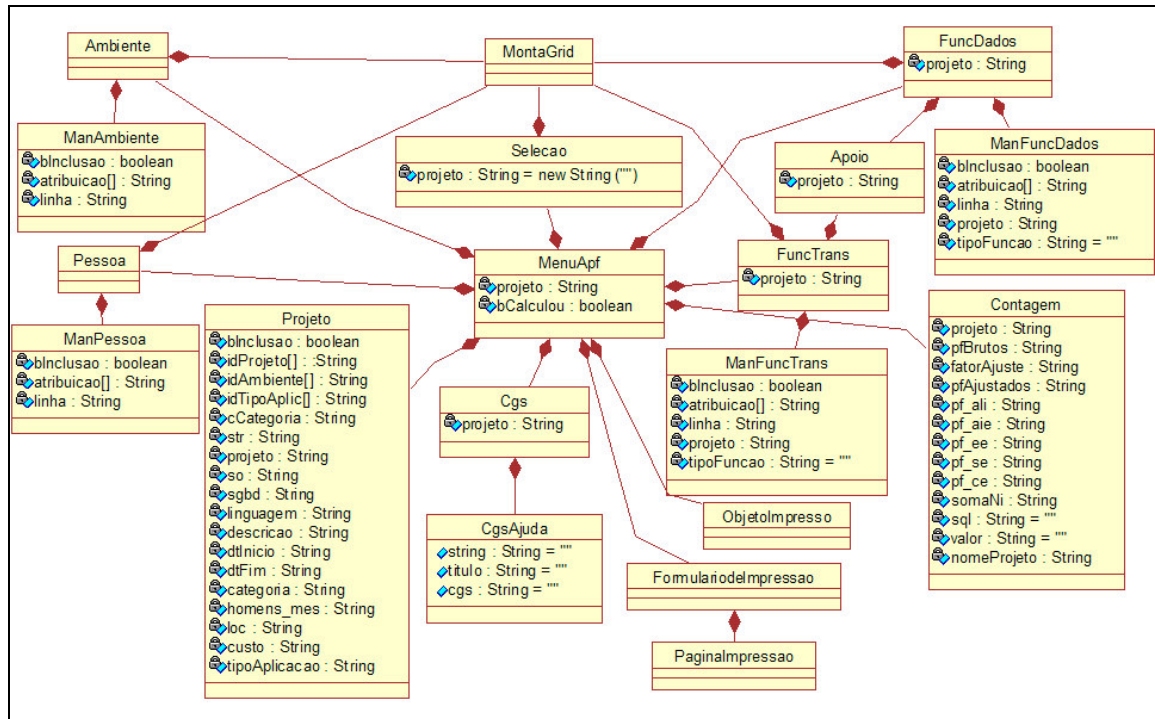 Ambiente
MontaGrid
FuncDados
projeto : String
ManAmbiente
bInclusao : boolean
atribuicao[] : String
linha : String
Selecao
projeto : String = new String ("")
Apoio
projeto : String
ManFuncDados
bInclusao : boolean
atribuicao[] : String
linha : String
projeto : String
tipoFuncao : String = ""
Pessoa
MenuApf
projeto : String
bCalculou : boolean
FuncTrans
projeto : String
ManPessoa
bInclusao : boolean
atribuicao[] : String
linha : String
Projeto
bInclusao : boolean
idProjeto[] : :String
idAmbiente[] : String
idTipoAplic[] : String
cCategoria : String
str : String
projeto : String
so : String
sgbd : String
linguagem : String
descricao : String
dtInicio : String
dtFim : String
categoria : String
homens_mes : String
loc : String
custo : String
tipoAplicacao : String
Cgs
projeto : String
CgsAjuda
string : String = ""
titulo : String = ""
cgs : String = ""
ManFuncTrans
bInclusao : boolean
atribuicao[] : String
linha : String
projeto : String
tipoFuncao : String = ""
Contagem
projeto : String
pfBrutos : String
fatorAjuste : String
pfAjustados : String
pf_ali : String
pf_aie : String
pf_ee : String
pf_se : String
pf_ce : String
somaNi : String
sql : String = ""
valor : String = ""
nomeProjeto : String
ObjetoImpresso
FormulariodeImpressao
PaginaImpressao